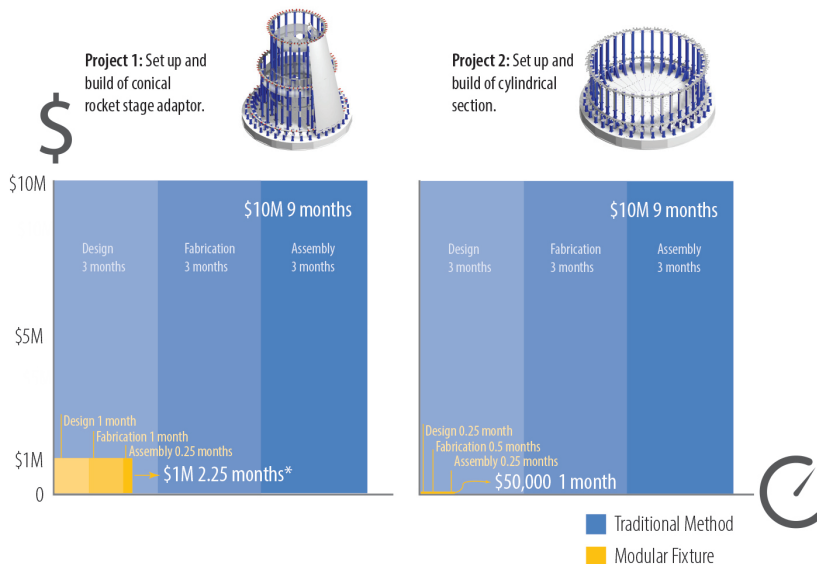 Project 1: Set up and
build of conical
rocket stage adaptor.
Project 2: Set up and
build of cylindrical
section.
$
$10M
$5M
$1M
0
$10M 9 months
Design
3 months
Fabrication
3 months
Assembly
3 months
Design 1 month
Fabrication 1 month
Assembly 0.25 months
$1M 2.25 months*
$10M 9 months
Design
3 months
Fabrication
3 months
Assembly
3 months
Design 0.25 month
Fabrication 0.5 months
Assembly 0.25 months
$50,000 1 month
Traditional Method
Modular Fixture